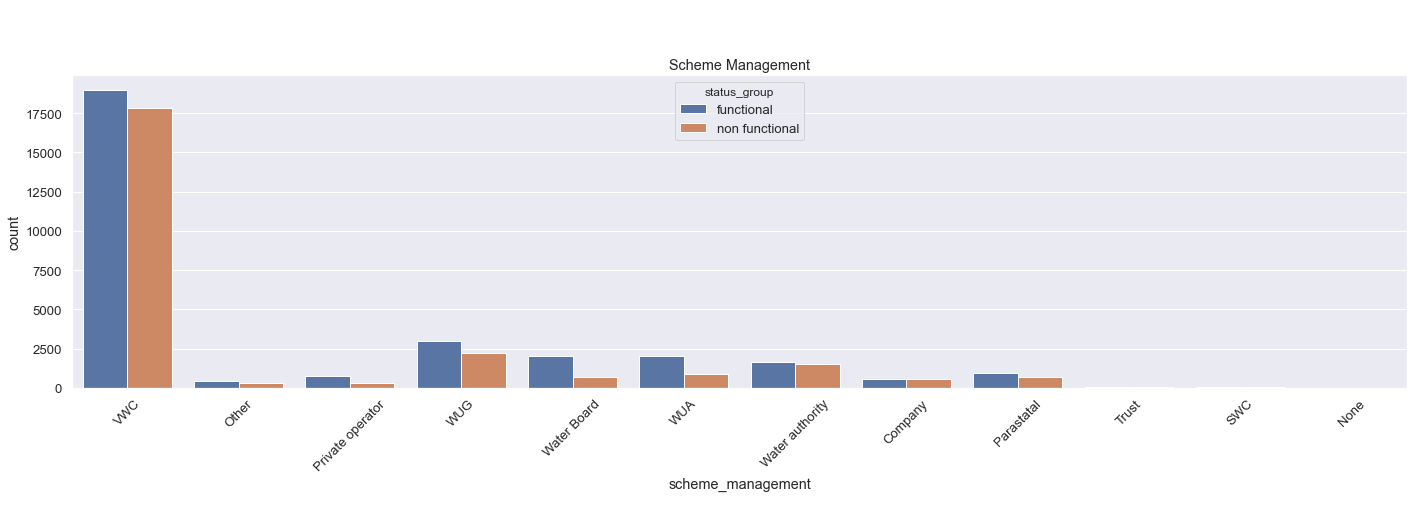 Scheme Management
status_group
functional
non functional
count
17500
15000
12500
10000
7500
5000
2500
0
VWC
Other
Private operator
WUG
Water Board
WUA
Water authority
Company
Parastatal
Trust
SWC
None
scheme_management